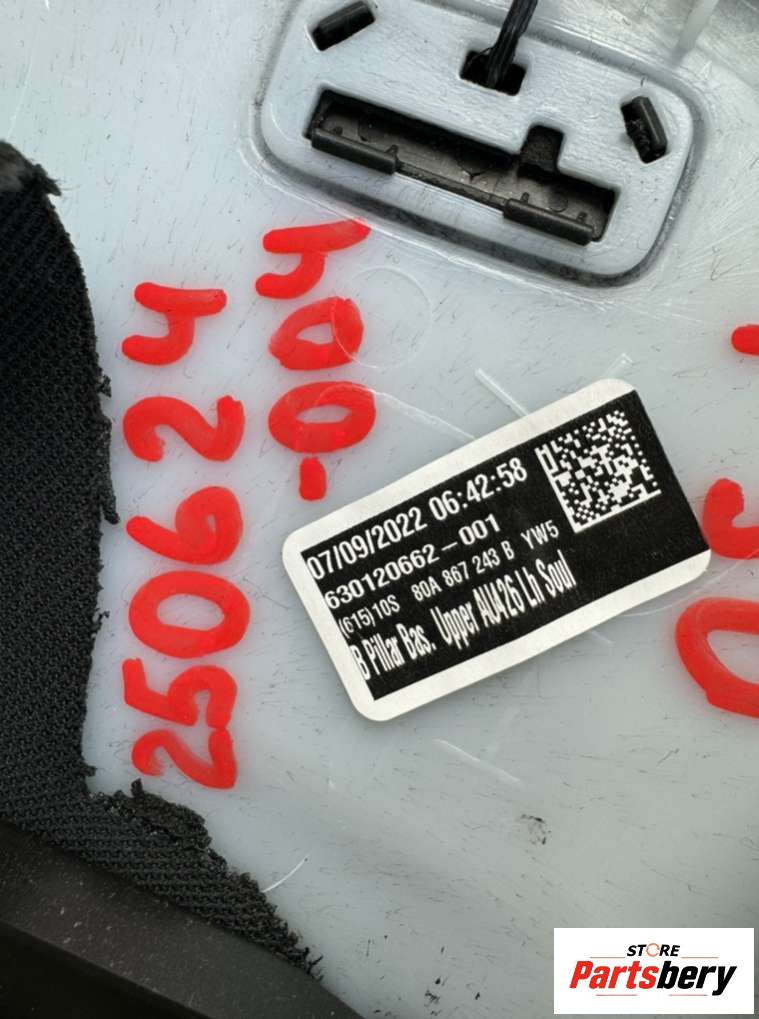 250624
-004
07/09/2022 06:42:58
630120662-001
(615)10S 80A 867 243 B YW5
B Pillar Bas. Upper AU426 Lh Soul
STORE
Partsbery